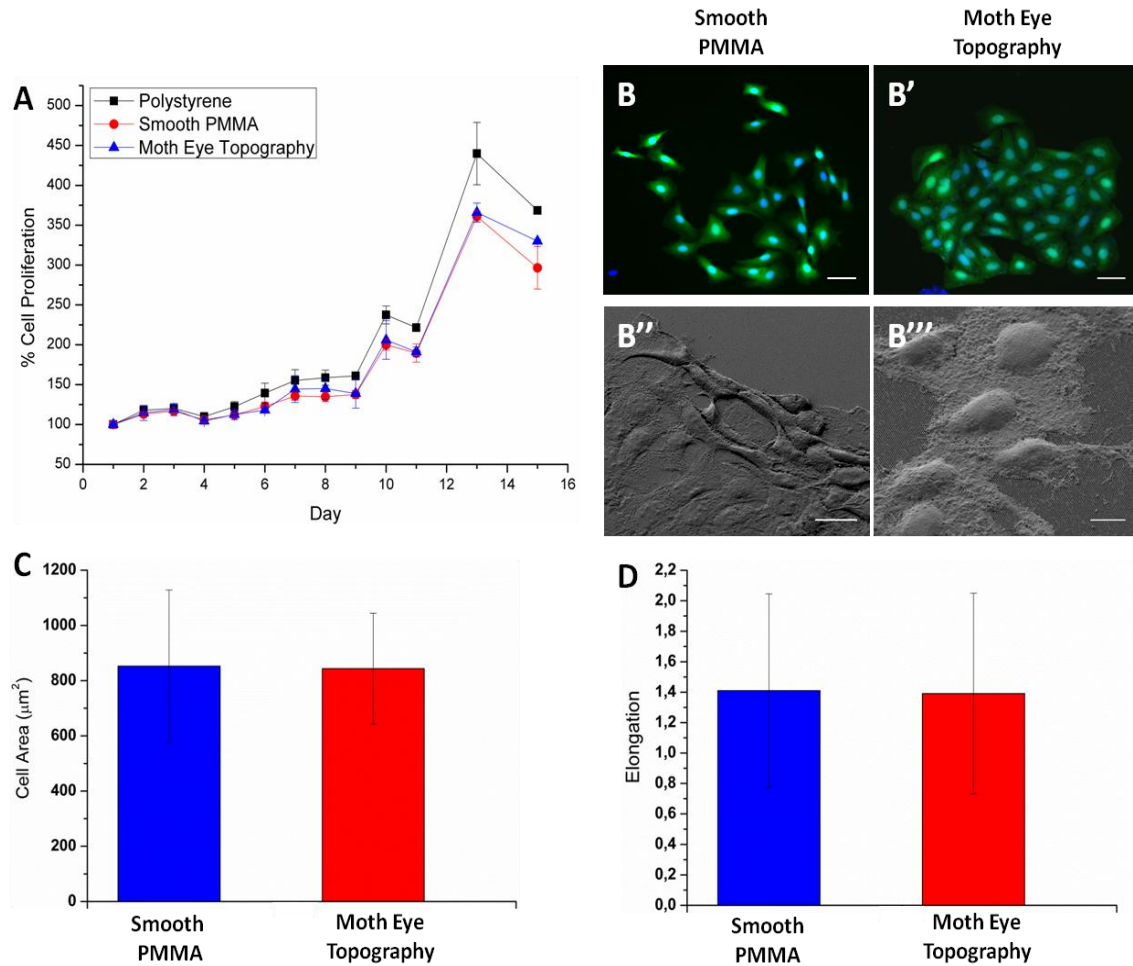 Smooth
PMMA
Moth Eye
Topography
A
Polystyrene
Smooth PMMA
Moth Eye Topography
% Cell Proliferation
500
450
400
350
300
250
200
150
100
50
0 2 4 6 8 10 12 14 16
Day
B
B'
B''
B'''
C
Cell Area (μm²)
1200
1000
800
600
400
200
0
Smooth
PMMA
Moth Eye
Topography
D
Elongation
2,2
2,0
1,8
1,6
1,4
1,2
1,0
0,8
0,6
0,4
0,2
0,0
Smooth
PMMA
Moth Eye
Topography